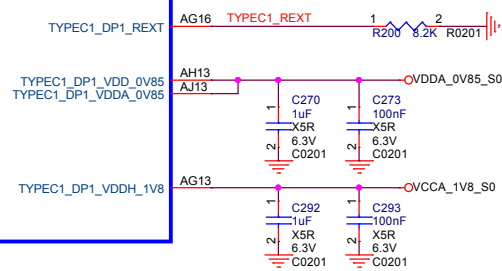 TYPEC1_DP1_REXT AG16 TYPEC1_REXT 1 2
R200 8.2K R0201
TYPEC1_DP1_VDD_0V85 AH13 VDDA_0V85_S0
TYPEC1_DP1_VDDA_0V85 AJ13
1 C270 1 C273
1uF 100nF
X5R X5R
2 6.3V 2 6.3V
C0201 C0201
TYPEC1_DP1_VDDH_1V8 AG13 VCCA_1V8_S0
1 C292 1 C293
1uF 100nF
X5R X5R
2 6.3V 2 6.3V
C0201 C0201